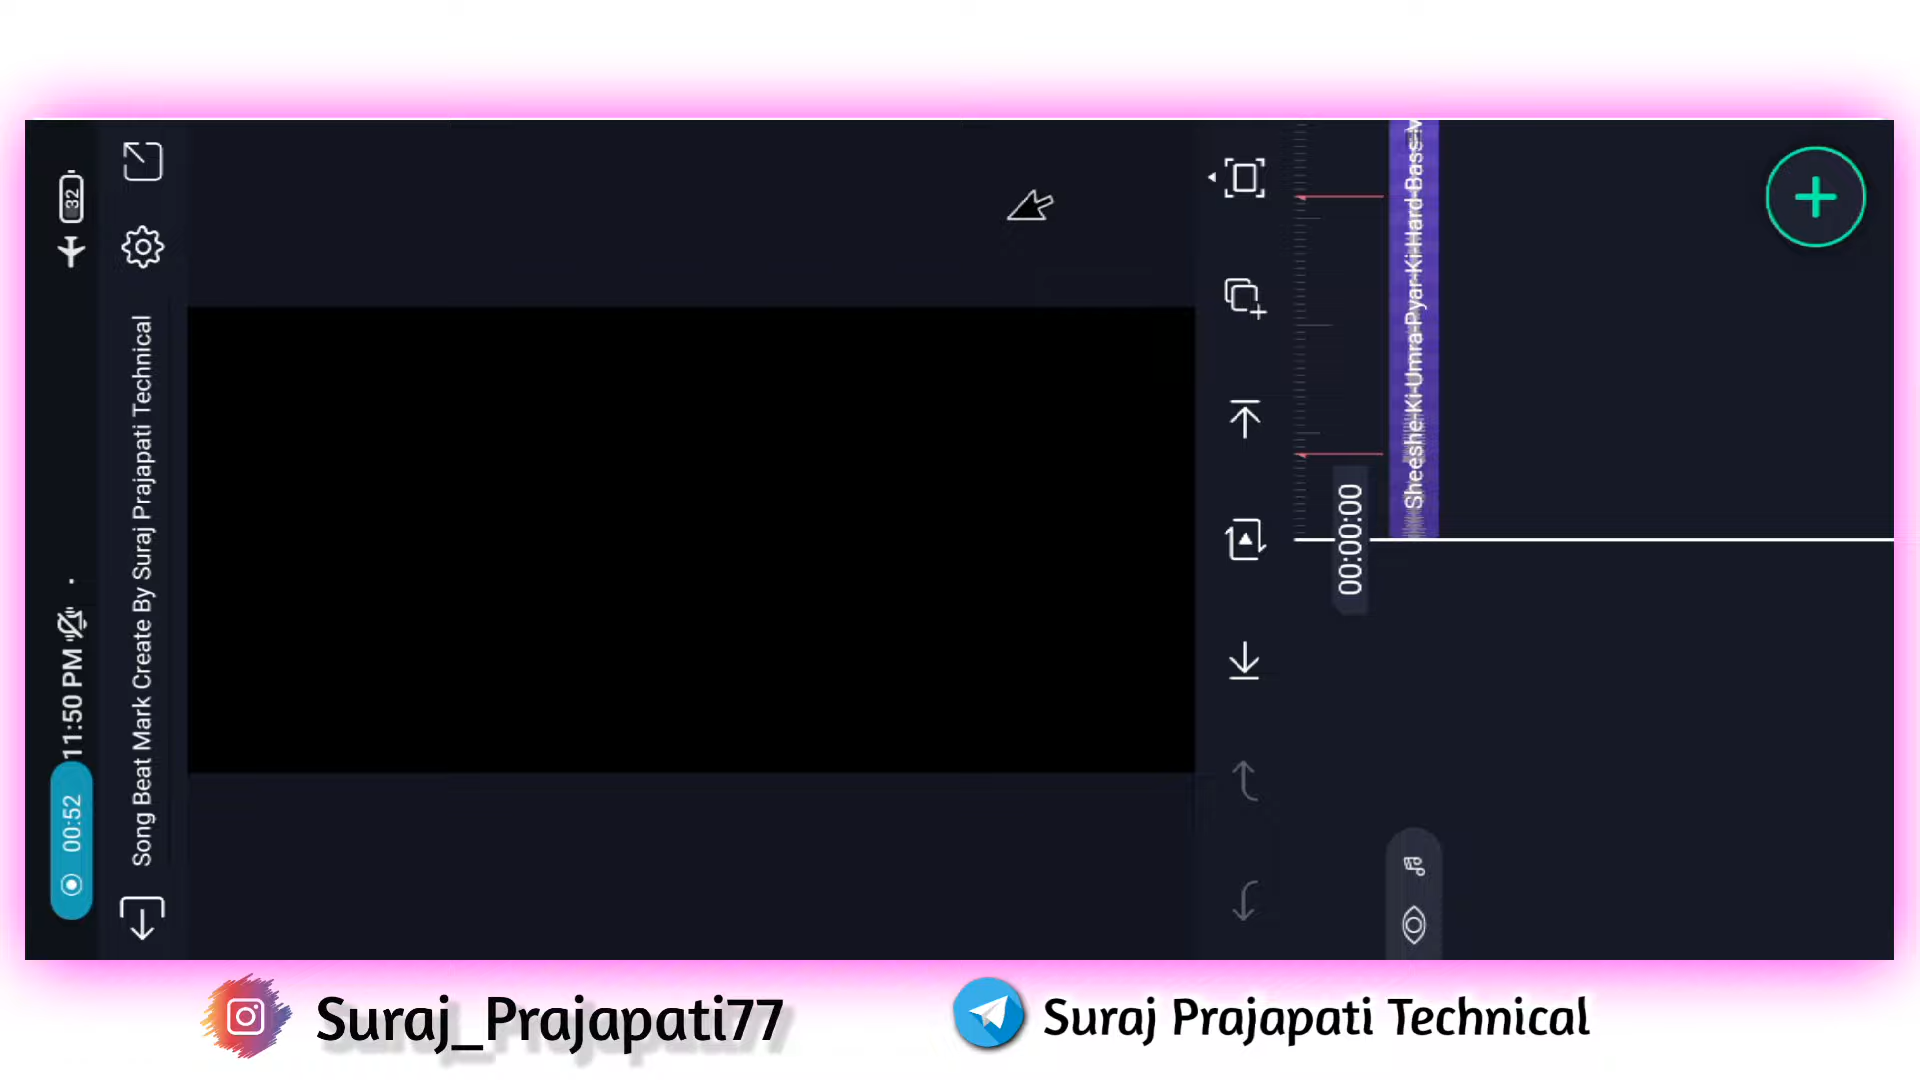 32
11:50 PM
00:52
Song Beat Mark Create By Suraj Prajapati Technical
00:00:00
Sheeshe-Ki-Umra-Pyar-Ki-Hard-Bass-
Suraj_Prajapati77
Suraj Prajapati Technical